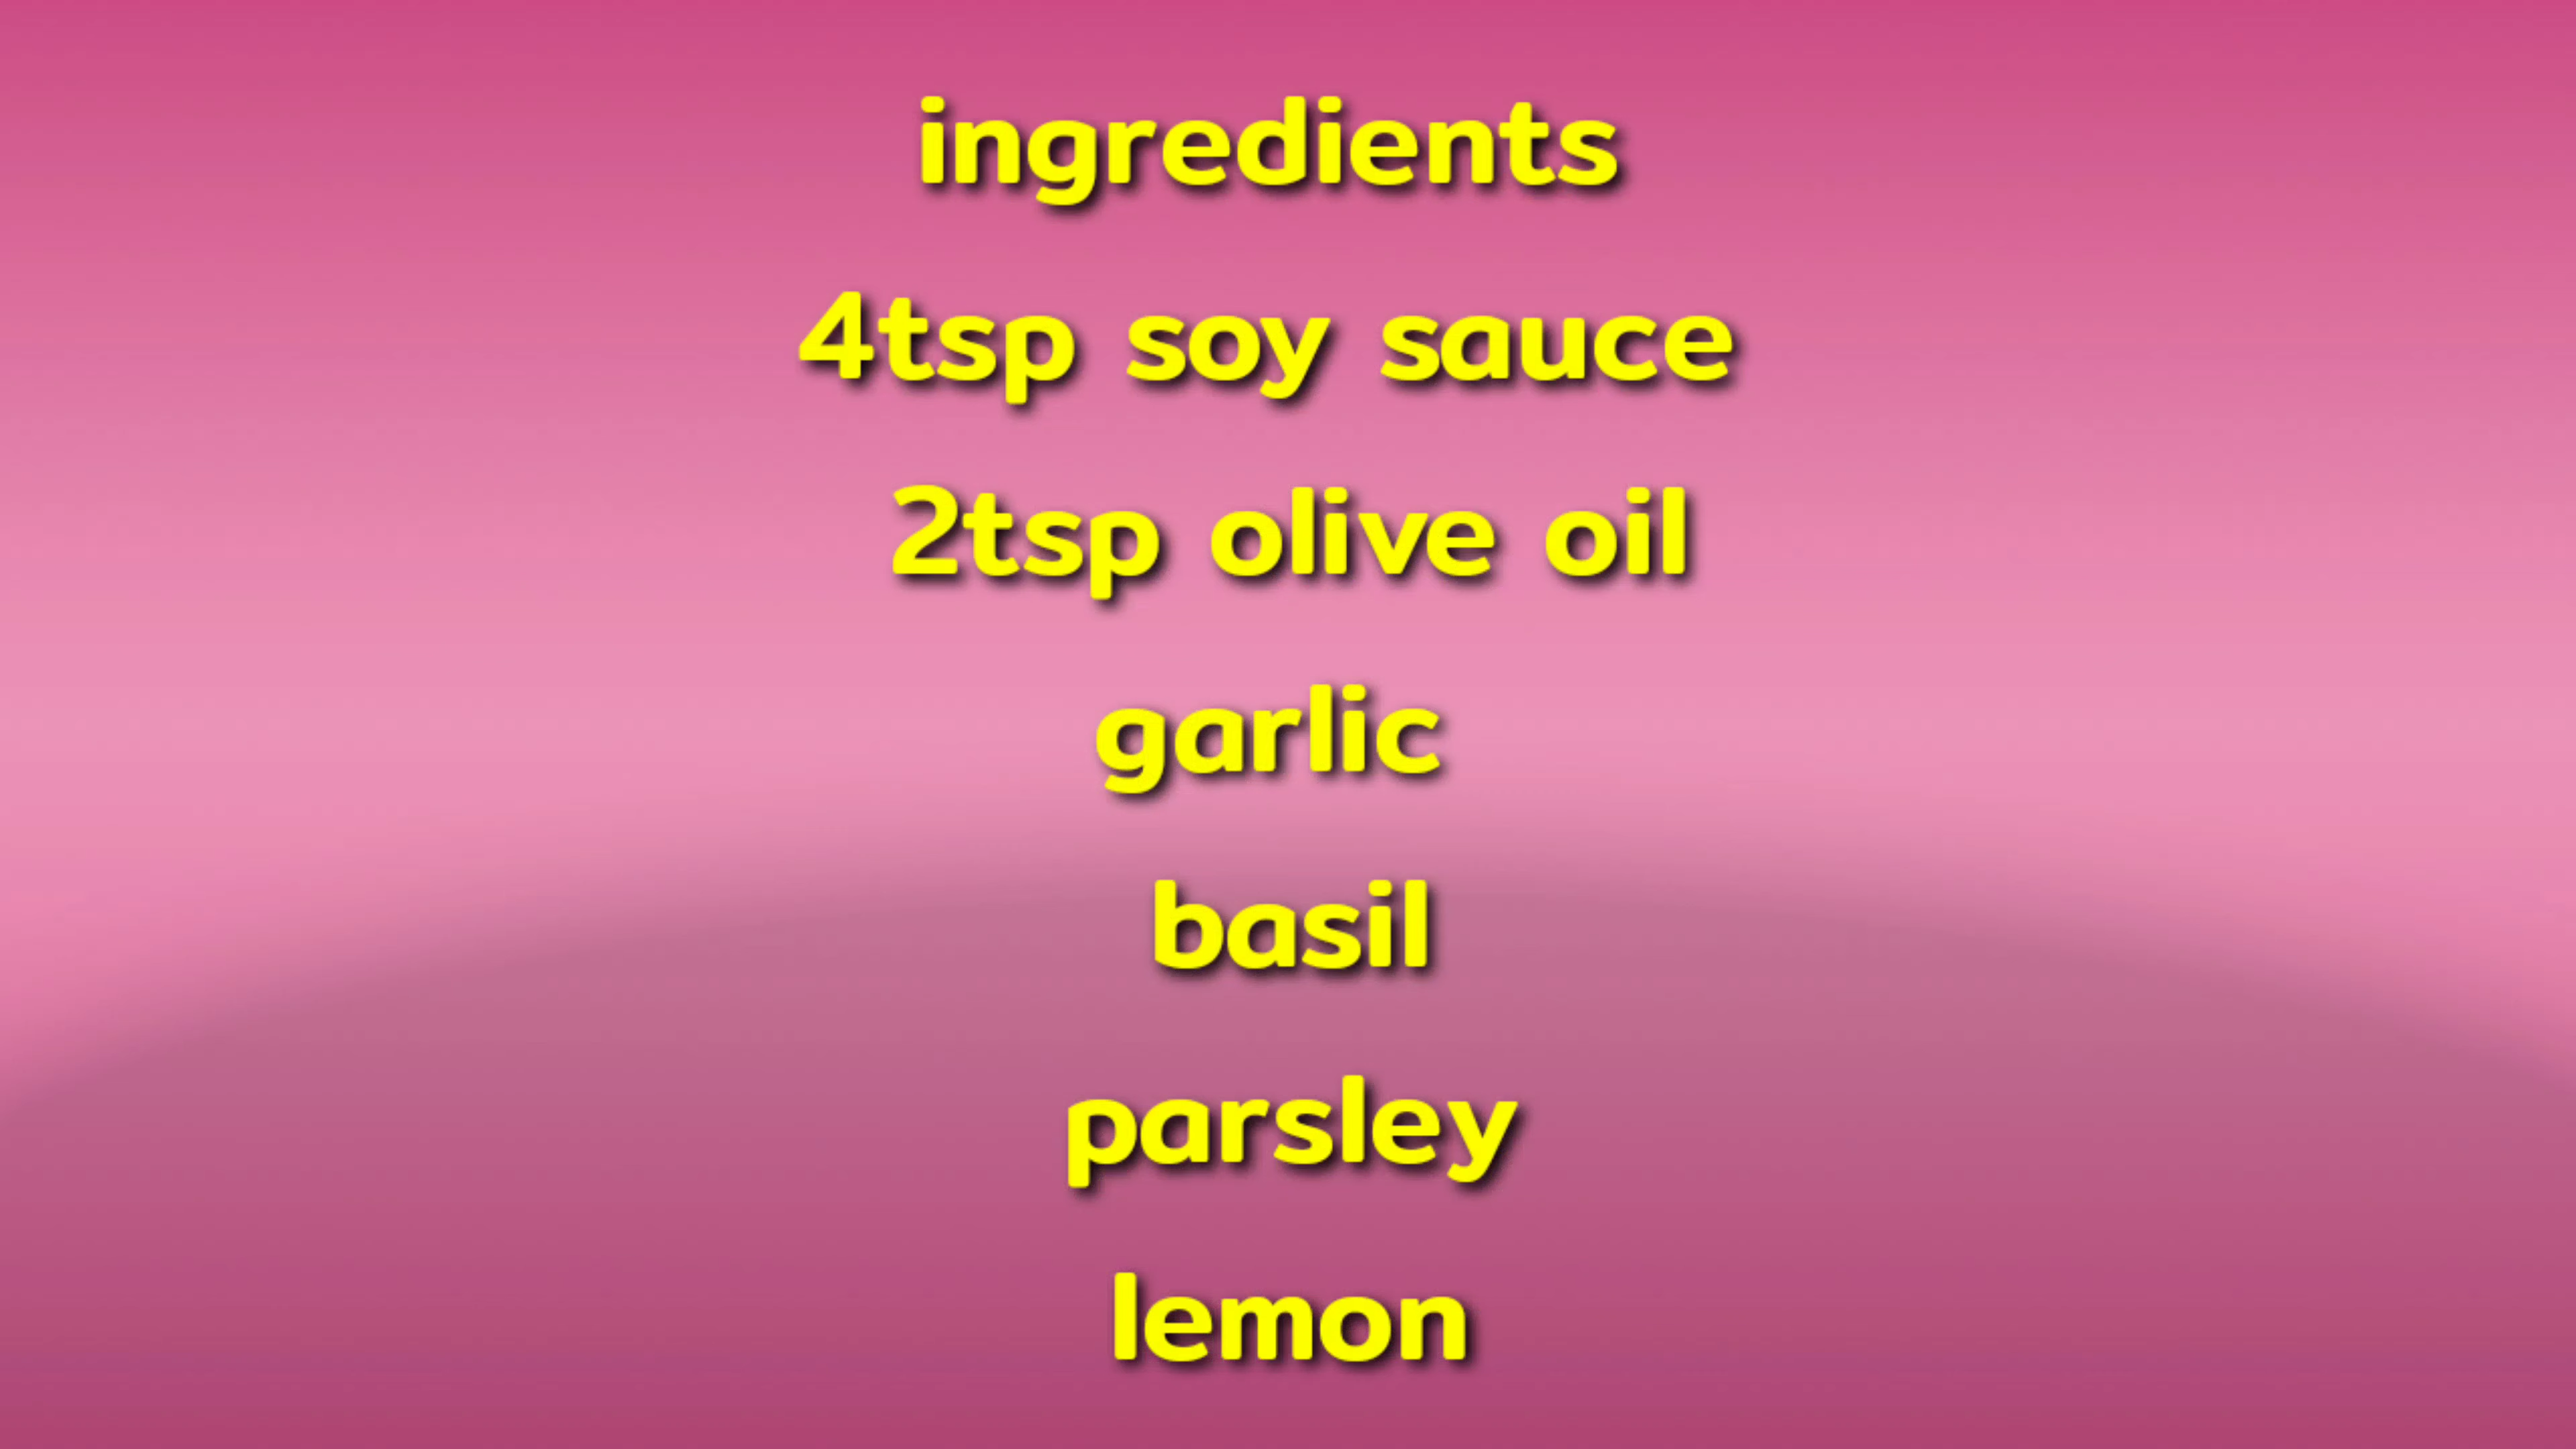 ingredients
4tsp soy sauce
2tsp olive oil
garlic
basil
parsley
lemon